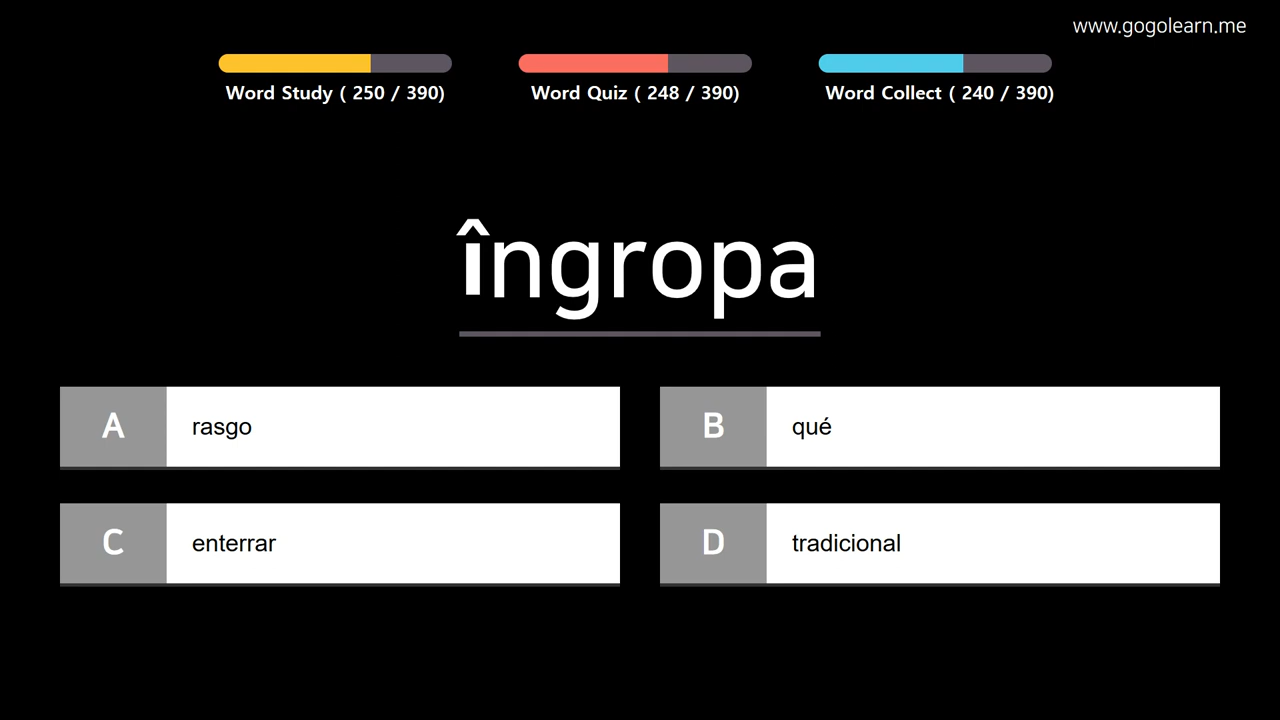 www.gogolearn.me
Word Study ( 250 / 390)
Word Quiz ( 248 / 390)
Word Collect ( 240 / 390)
îngropa
A rasgo
B qué
C enterrar
D tradicional